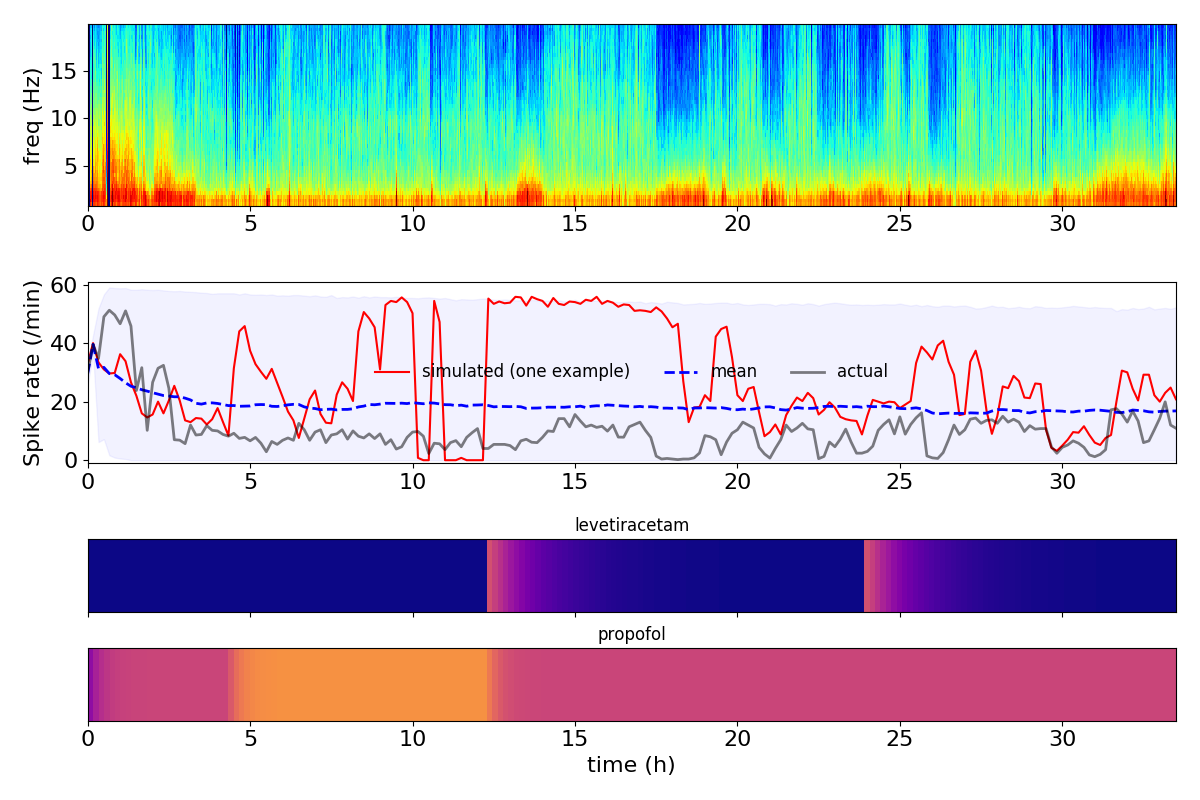 freq (Hz)
15
10
5
0 5 10 15 20 25 30
Spike rate (/min)
60
40
20
0
simulated (one example) mean actual
0 5 10 15 20 25 30
levetiracetam
propofol
0 5 10 15 20 25 30
time (h)